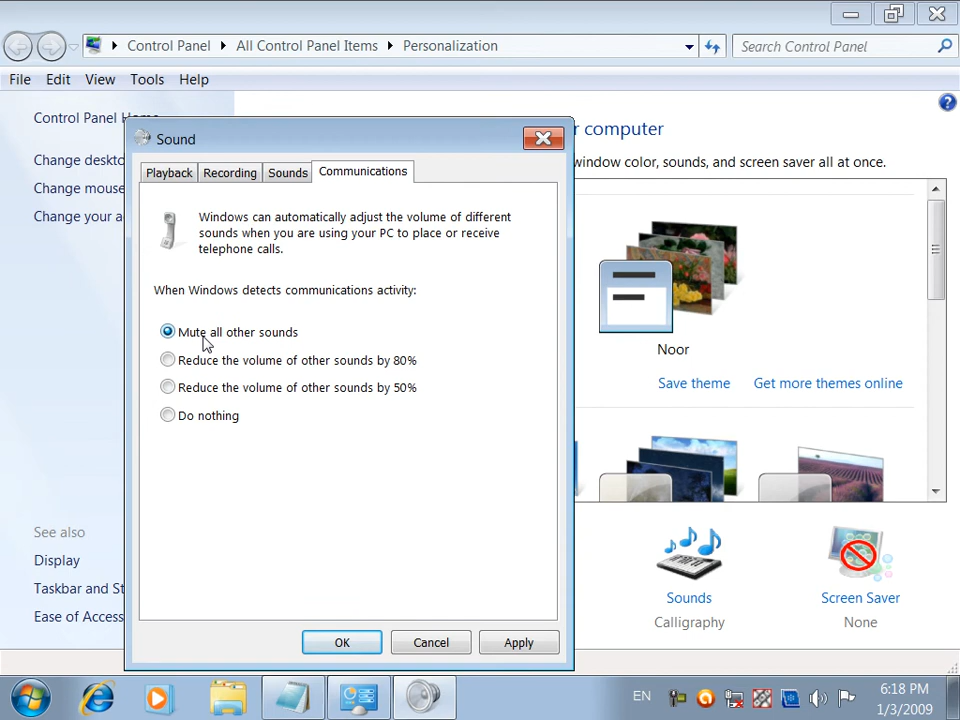 Control Panel
All Control Panel Items
Personalization
Search Control Panel
File Edit View Tools Help
Control Panel
Change
Change mouse
Change your
r computer
window color, sounds, and screen saver all at once.
Sound
Playback Recording Sounds Communications
Windows can automatically adjust the volume of different
sounds when you are using your PC to place or receive
telephone calls.
When Windows detects communications activity:
Mute all other sounds
Reduce the volume of other sounds by 80%
Reduce the volume of other sounds by 50%
Do nothing
OK Cancel Apply
Noor
Save theme Get more themes online
Sounds
Calligraphy
Screen Saver
None
See also
Display
Taskbar and St
Ease of Access
EN
6:18 PM
1/3/2009